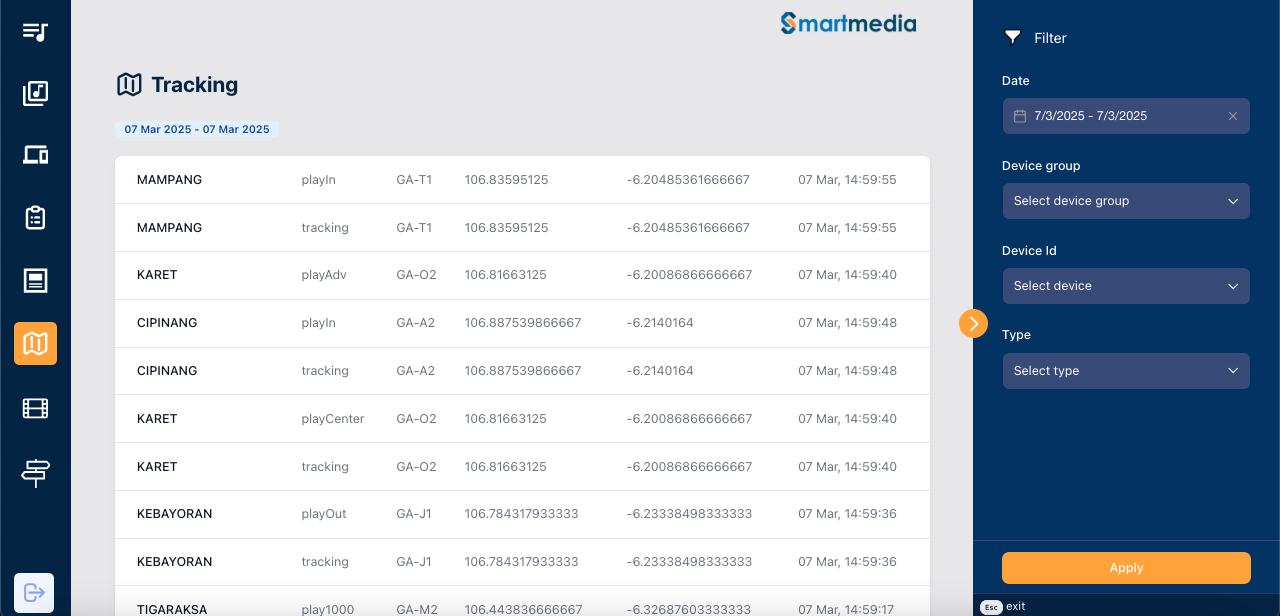 Smartmedia
Tracking
07 Mar 2025 - 07 Mar 2025
MAMPANG playIn GA-T1 106.83595125 -6.20485361666667 07 Mar, 14:59:55
MAMPANG tracking GA-T1 106.83595125 -6.20485361666667 07 Mar, 14:59:55
KARET playAdv GA-O2 106.81663125 -6.20086866666667 07 Mar, 14:59:40
CIPINANG playIn GA-A2 106.887539866667 -6.2140164 07 Mar, 14:59:48
CIPINANG tracking GA-A2 106.887539866667 -6.2140164 07 Mar, 14:59:48
KARET playCenter GA-O2 106.81663125 -6.20086866666667 07 Mar, 14:59:40
KARET tracking GA-O2 106.81663125 -6.20086866666667 07 Mar, 14:59:40
KEBAYORAN playOut GA-J1 106.784317933333 -6.23338498333333 07 Mar, 14:59:36
KEBAYORAN tracking GA-J1 106.784317933333 -6.23338498333333 07 Mar, 14:59:36
TIGARAKSA play1000 GA-M2 106.443836666667 -6.32687603333333 07 Mar, 14:59:17
Filter
Date
7/3/2025 - 7/3/2025
Device group
Select device group
Device Id
Select device
Type
Select type
Apply
Esc exit